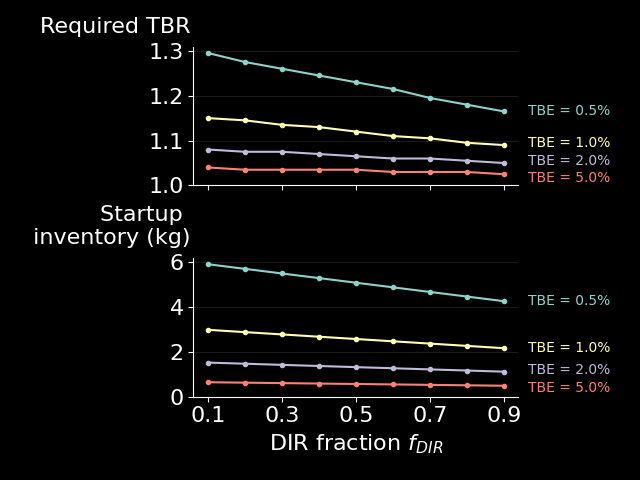 Required TBR
1.3
1.2
1.1
1.0
TBE = 0.5%
TBE = 1.0%
TBE = 2.0%
TBE = 5.0%
Startup
inventory (kg)
6
4
2
0
TBE = 0.5%
TBE = 1.0%
TBE = 2.0%
TBE = 5.0%
0.1 0.3 0.5 0.7 0.9
DIR fraction f_{DIR}